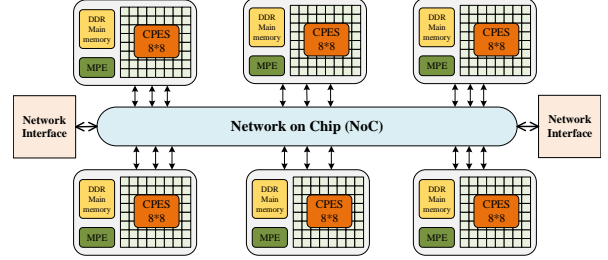 DDR
Main
memory
MPE
CPES
8*8
DDR
Main
memory
MPE
CPES
8*8
DDR
Main
memory
MPE
CPES
8*8
Network
Interface
Network on Chip (NoC)
Network
Interface
DDR
Main
memory
MPE
CPES
8*8
DDR
Main
memory
MPE
CPES
8*8
DDR
Main
memory
MPE
CPES
8*8